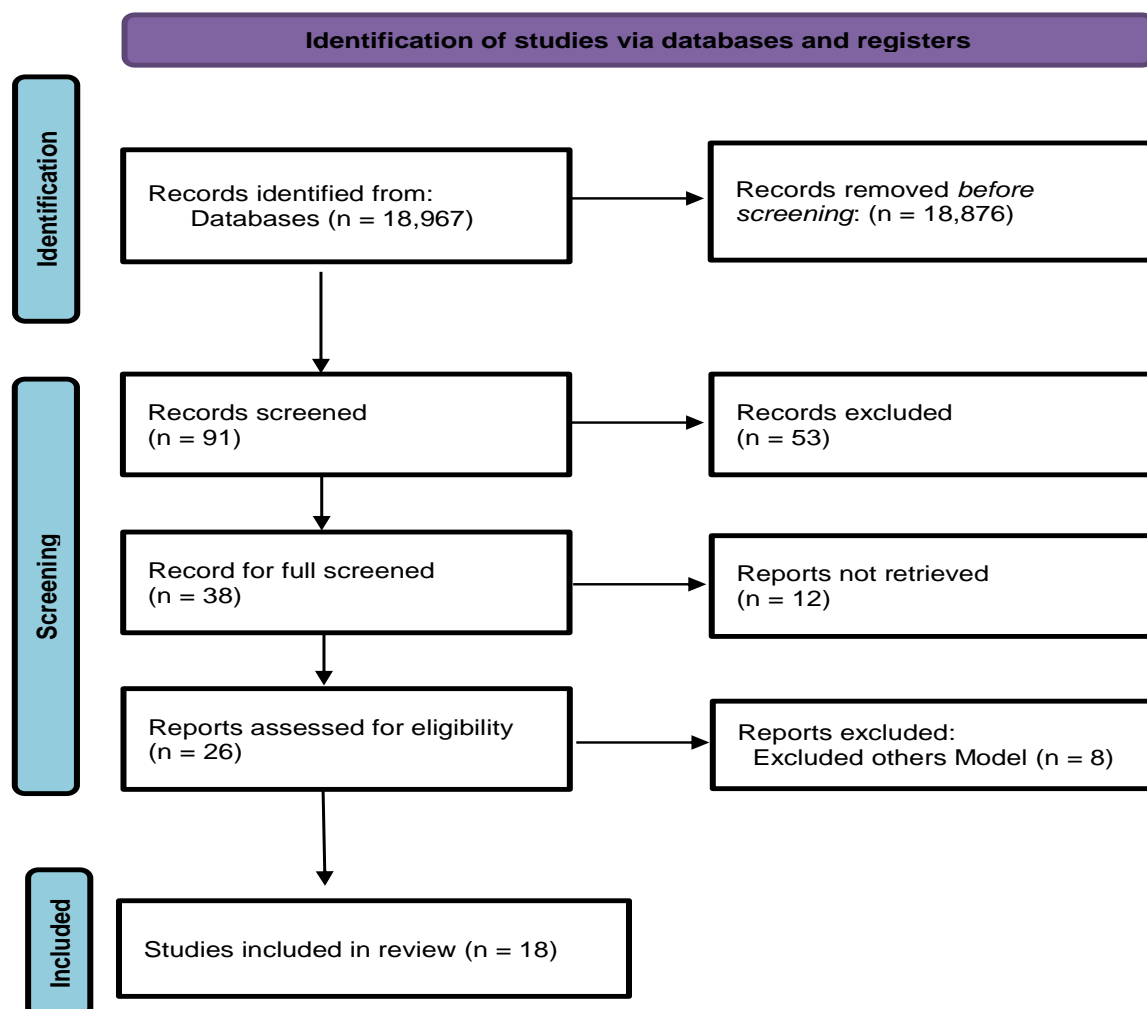 Identification of studies via databases and registers
Identification
Records identified from:
Databases (n = 18,967)
Records removed before
screening: (n = 18,876)
Screening
Records screened
(n = 91)
Records excluded
(n = 53)
Record for full screened
(n = 38)
Reports not retrieved
(n = 12)
Reports assessed for eligibility
(n = 26)
Reports excluded:
Excluded others Model (n = 8)
Included
Studies included in review (n = 18)